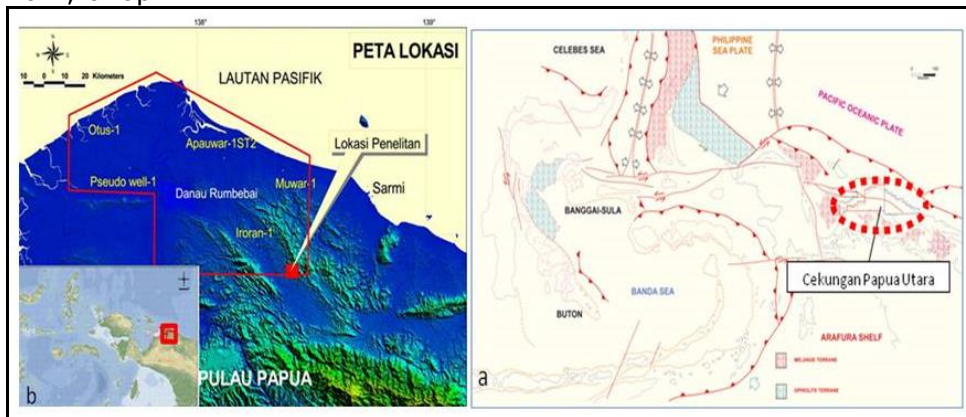 138°
139°
PETA LOKASI
10 0 10 20 Kilometers
LAUTAN PASIFIK
Otus-1
Apauwar-1ST2
Lokasi Penelitan
Pseudo well-1
Danau Rumbebai
Muwar-1
Sarmi
Iroran-1
PULAU PAPUA
b
CELEBES SEA
PHILIPPINE
SEA PLATE
PACIFIC OCEANIC PLATE
BANGGAI-SULA
Cekungan Papua Utara
BANDA SEA
BUTON
ARAFURA SHELF
MELANGE TERRANE
OPHIOLITE TERRANE
a